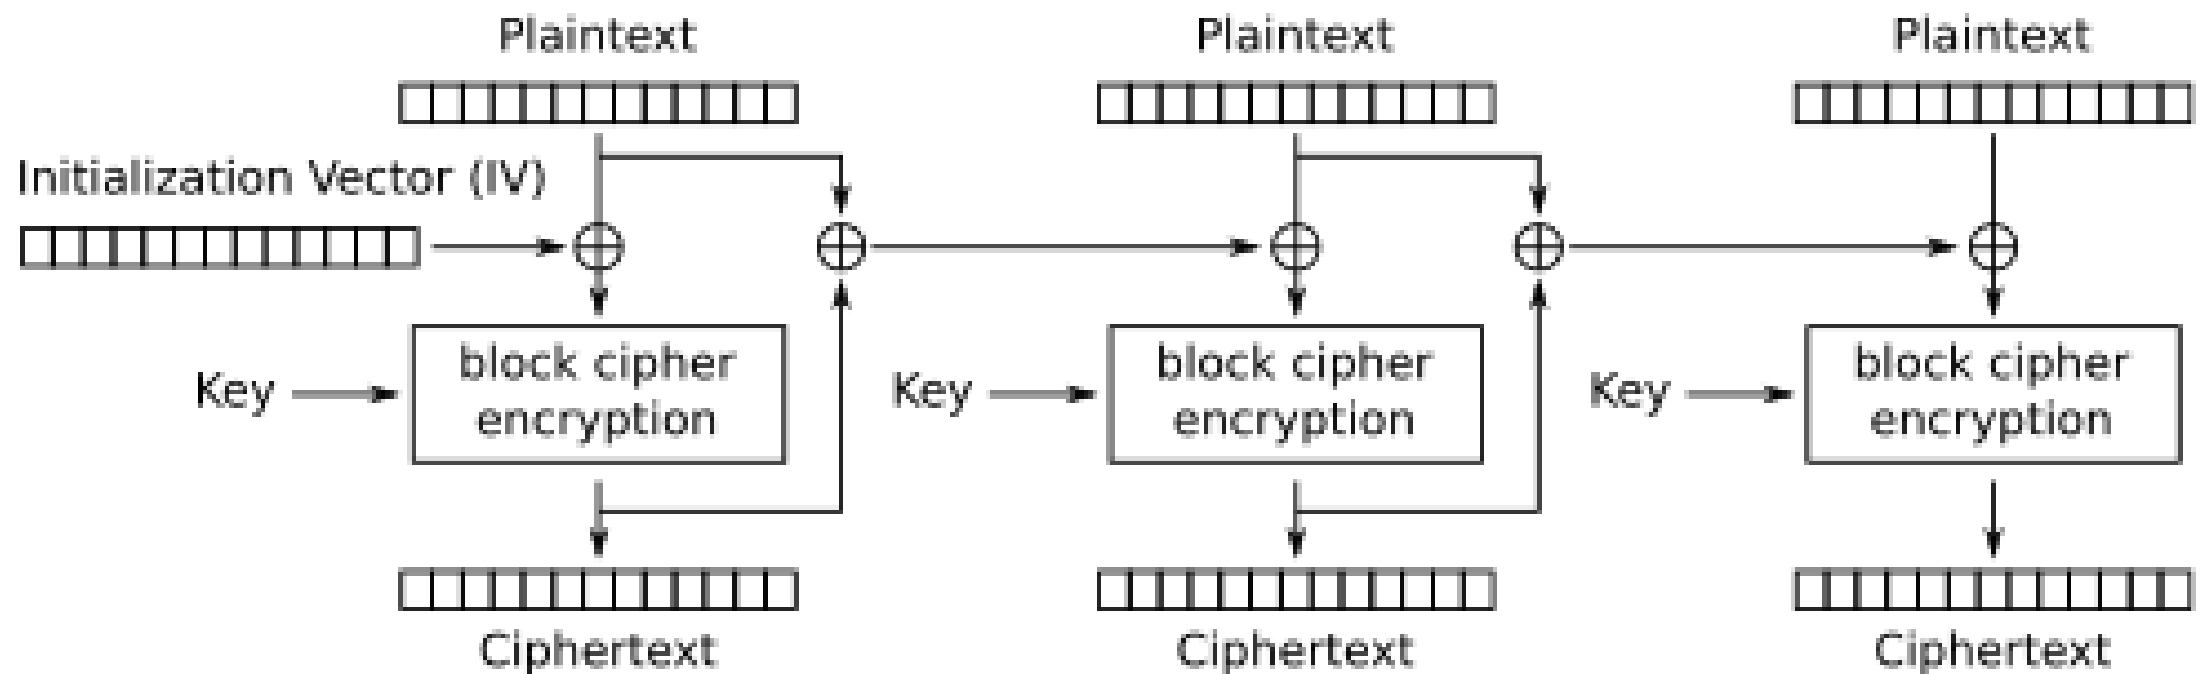 Plaintext
Plaintext
Plaintext
Initialization Vector (IV)
Key
block cipher
encryption
Key
block cipher
encryption
Key
block cipher
encryption
Ciphertext
Ciphertext
Ciphertext